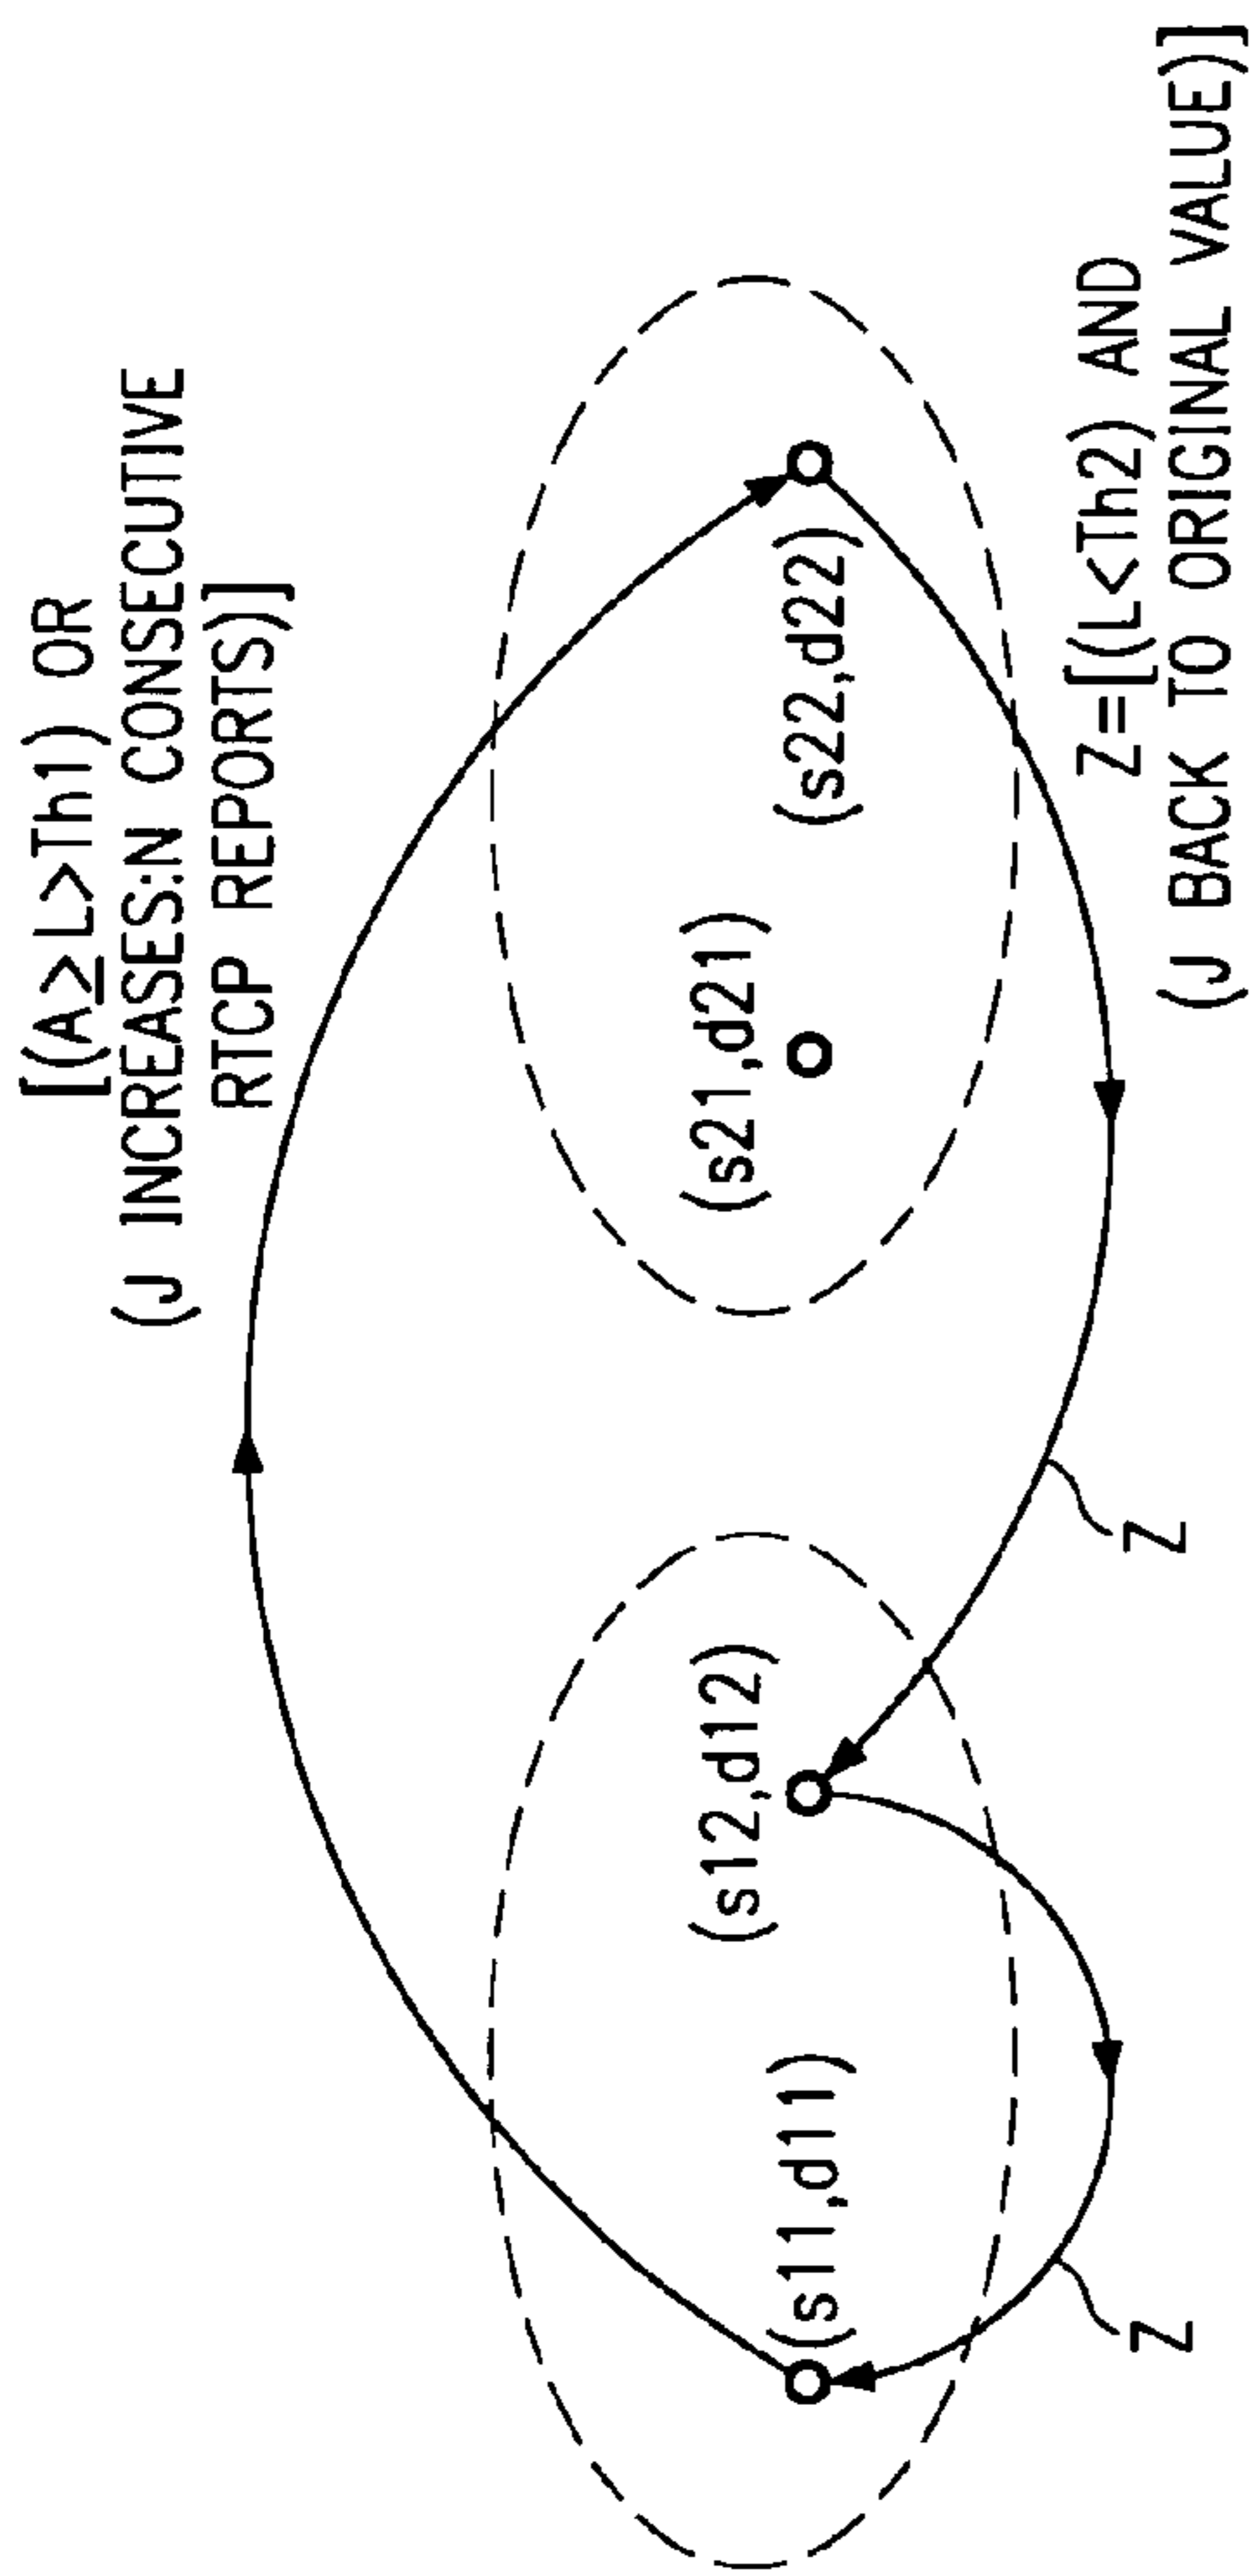 [(A≥L>Th1) OR
(J INCREASES:N CONSECUTIVE
RTCP REPORTS)]
(s11,d11)
(s12,d12)
(s21,d21)
(s22,d22)
Z
Z
Z=[(L<Th2) AND
(J BACK TO ORIGINAL VALUE)]